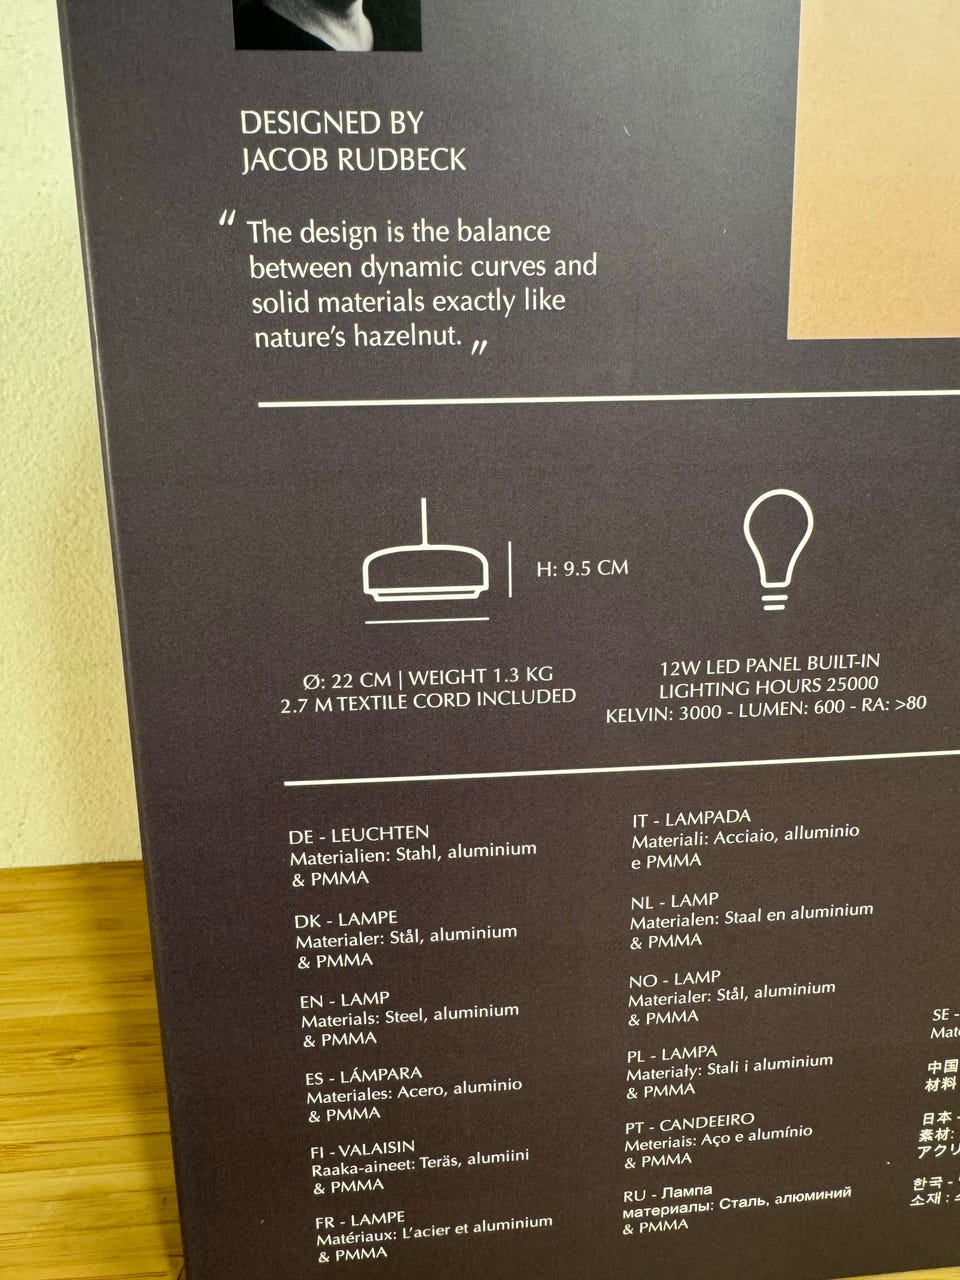 DESIGNED BY
JACOB RUDBECK
“ The design is the balance
between dynamic curves and
solid materials exactly like
nature’s hazelnut. ”
H: 9.5 CM
Ø: 22 CM | WEIGHT 1.3 KG
2.7 M TEXTILE CORD INCLUDED
12W LED PANEL BUILT-IN
LIGHTING HOURS 25000
KELVIN: 3000 - LUMEN: 600 - RA: >80
DE - LEUCHTEN
Materialien: Stahl, aluminium
& PMMA
DK - LAMPE
Materialer: Stål, aluminium
& PMMA
EN - LAMP
Materials: Steel, aluminium
& PMMA
ES - LÁMPARA
Materiales: Acero, aluminio
& PMMA
FI - VALAISIN
Raaka-aineet: Teräs, alumiini
& PMMA
FR - LAMPE
Matériaux: L’acier et aluminium
& PMMA
IT - LAMPADA
Materiali: Acciaio, alluminio
e PMMA
NL - LAMP
Materialen: Staal en aluminium
& PMMA
NO - LAMP
Materialer: Stål, aluminium
& PMMA
PL - LAMPA
Materiały: Stali i aluminium
& PMMA
PT - CANDEEIRO
Meteriais: Aço e alumínio
& PMMA
RU - Лампа
материалы: Сталь, алюминий
& PMMA
SE -
中国
材料
日本 -
素材:
한국 -
소재 :